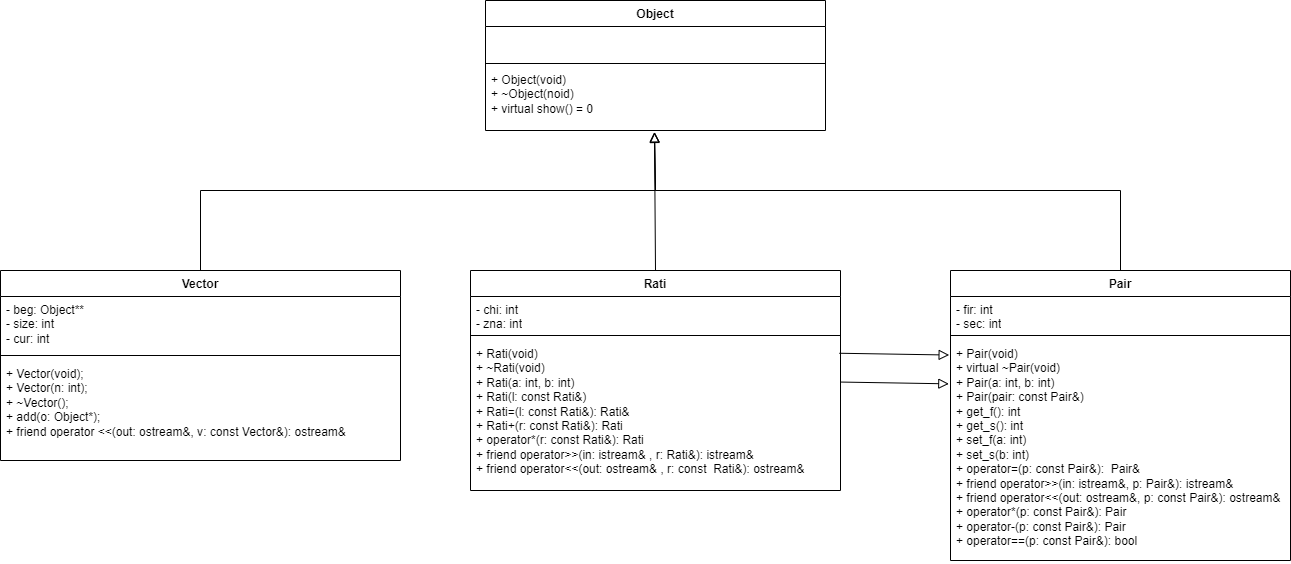 Object
+ Object(void)
+ ~Object(noid)
+ virtual show() = 0
Vector
- beg: Object**
- size: int
- cur: int
+ Vector(void);
+ Vector(n: int);
+ ~Vector();
+ add(o: Object*);
+ friend operator <<(out: ostream&, v: const Vector&): ostream&
Rati
- chi: int
- zna: int
+ Rati(void)
+ ~Rati(void)
+ Rati(a: int, b: int)
+ Rati(l: const Rati&)
+ Rati=(l: const Rati&): Rati&
+ Rati+(r: const Rati&): Rati
+ operator*(r: const Rati&): Rati
+ friend operator>>(in: istream& , r: Rati&): istream&
+ friend operator<<(out: ostream& , r: const  Rati&): ostream&
Pair
- fir: int
- sec: int
+ Pair(void)
+ virtual ~Pair(void)
+ Pair(a: int, b: int)
+ Pair(pair: const Pair&)
+ get_f(): int
+ get_s(): int
+ set_f(a: int)
+ set_s(b: int)
+ operator=(p: const Pair&):  Pair&
+ friend operator>>(in: istream&, p: Pair&): istream&
+ friend operator<<(out: ostream&, p: const Pair&): ostream&
+ operator*(p: const Pair&): Pair
+ operator-(p: const Pair&): Pair
+ operator==(p: const Pair&): bool